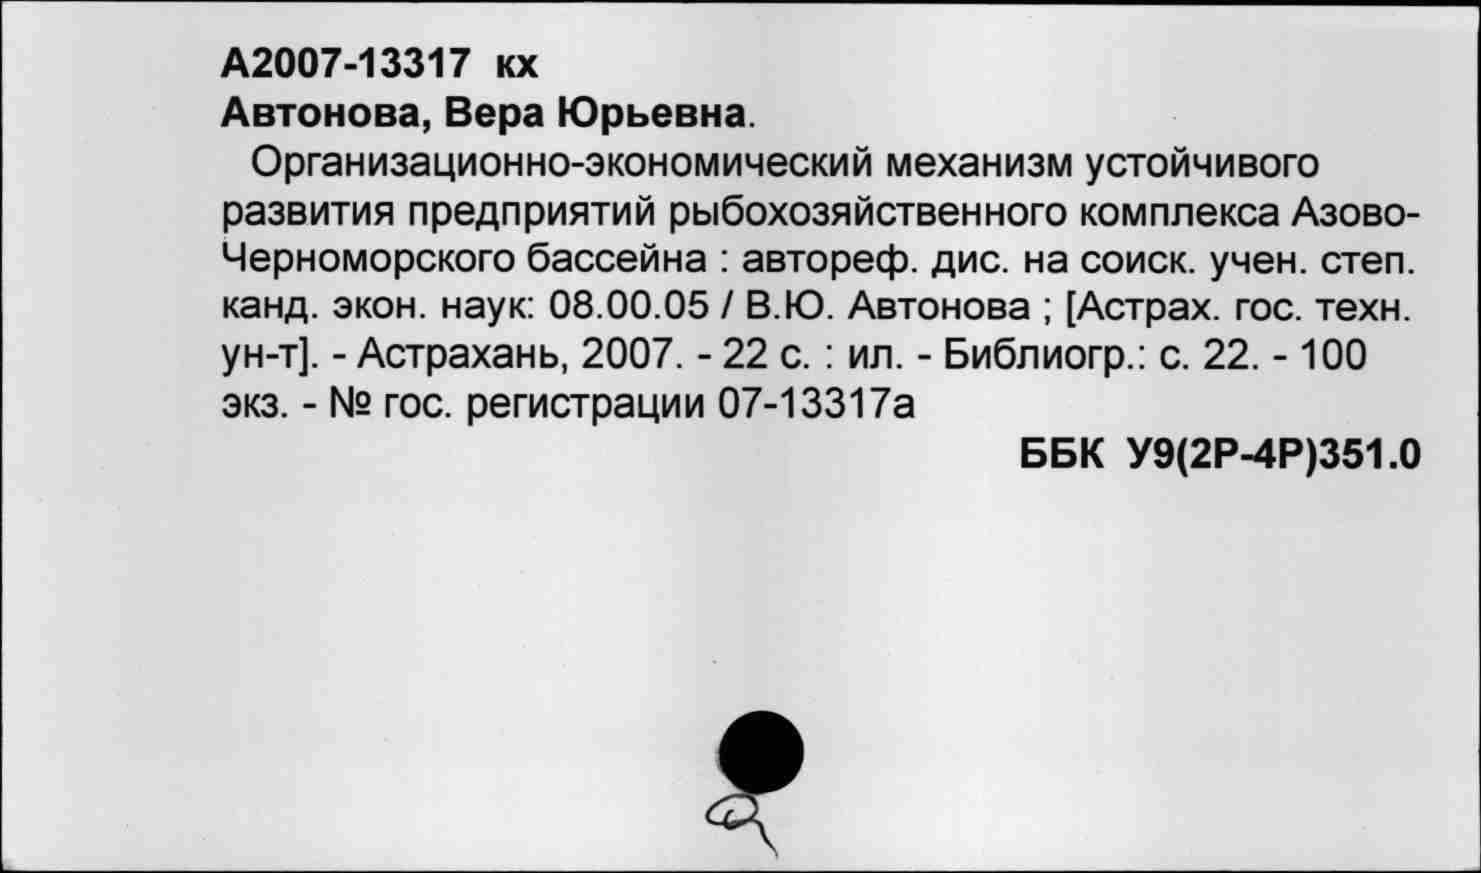 А2007-13317 кх
Автонова, Вера Юрьевна.
Организационно-экономический механизм устойчивого
развития предприятий рыбохозяйственного комплекса Азово-
Черноморского бассейна : автореф. дис. на соиск. учен. степ.
канд. экон. наук: 08.00.05 / В.Ю. Автонова ; [Астрах. гос. техн.
ун-т]. - Астрахань, 2007. - 22 с. : ил. - Библиогр.: с. 22. - 100
экз. - № гос. регистрации 07-13317а
ББК У9(2Р-4Р)351.0